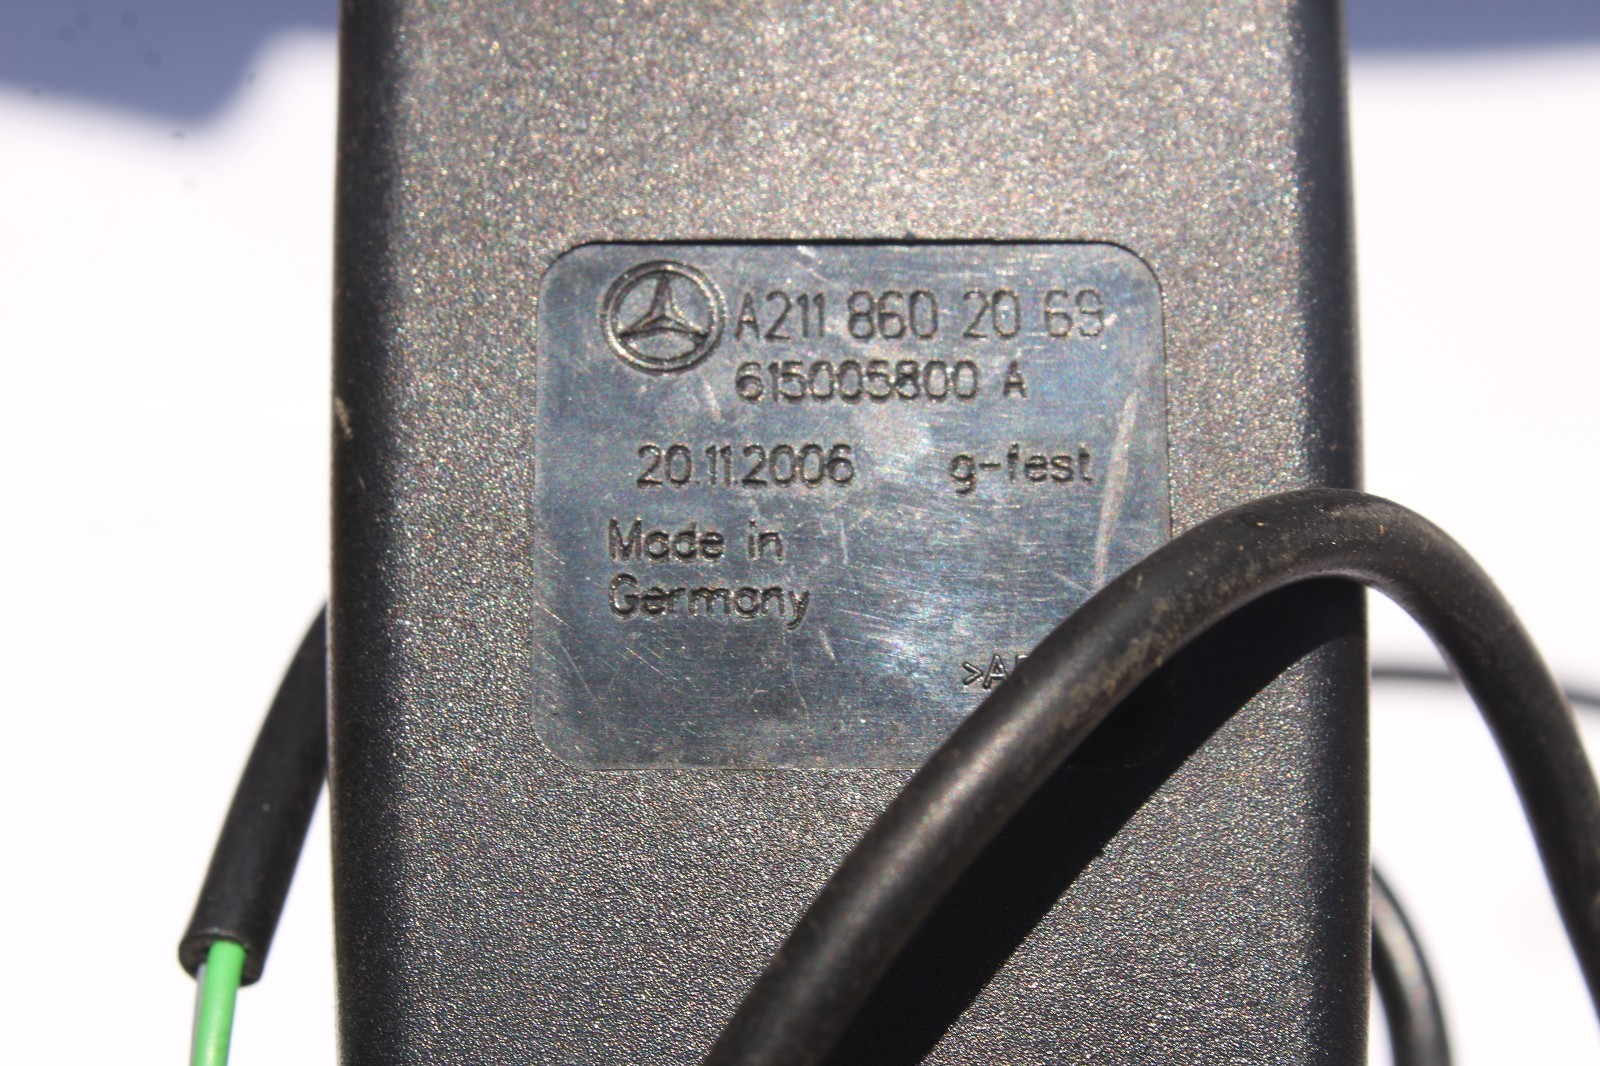 A211 860 20 69
615005800 A
20.11.2006 g-fest
Made in
Germany